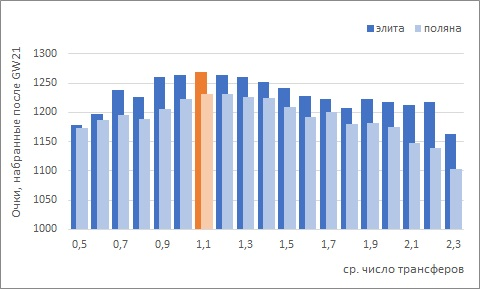 элита поляна
1300
1250
1200
1150
1100
1050
1000
Очки, набранные после GW21
0,5 0,7 0,9 1,1 1,3 1,5 1,7 1,9 2,1 2,3
ср. число трансферов